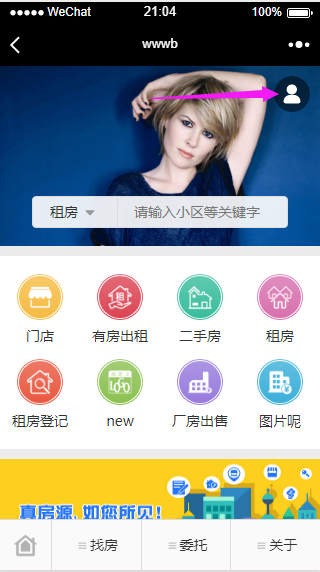 WeChat 21:04 100%
wwwb
租房 请输入小区等关键字
门店 有房出租 二手房 租房
租房登记 new 厂房出售 图片呢
真房源、如您所见!
找房 委托 关于